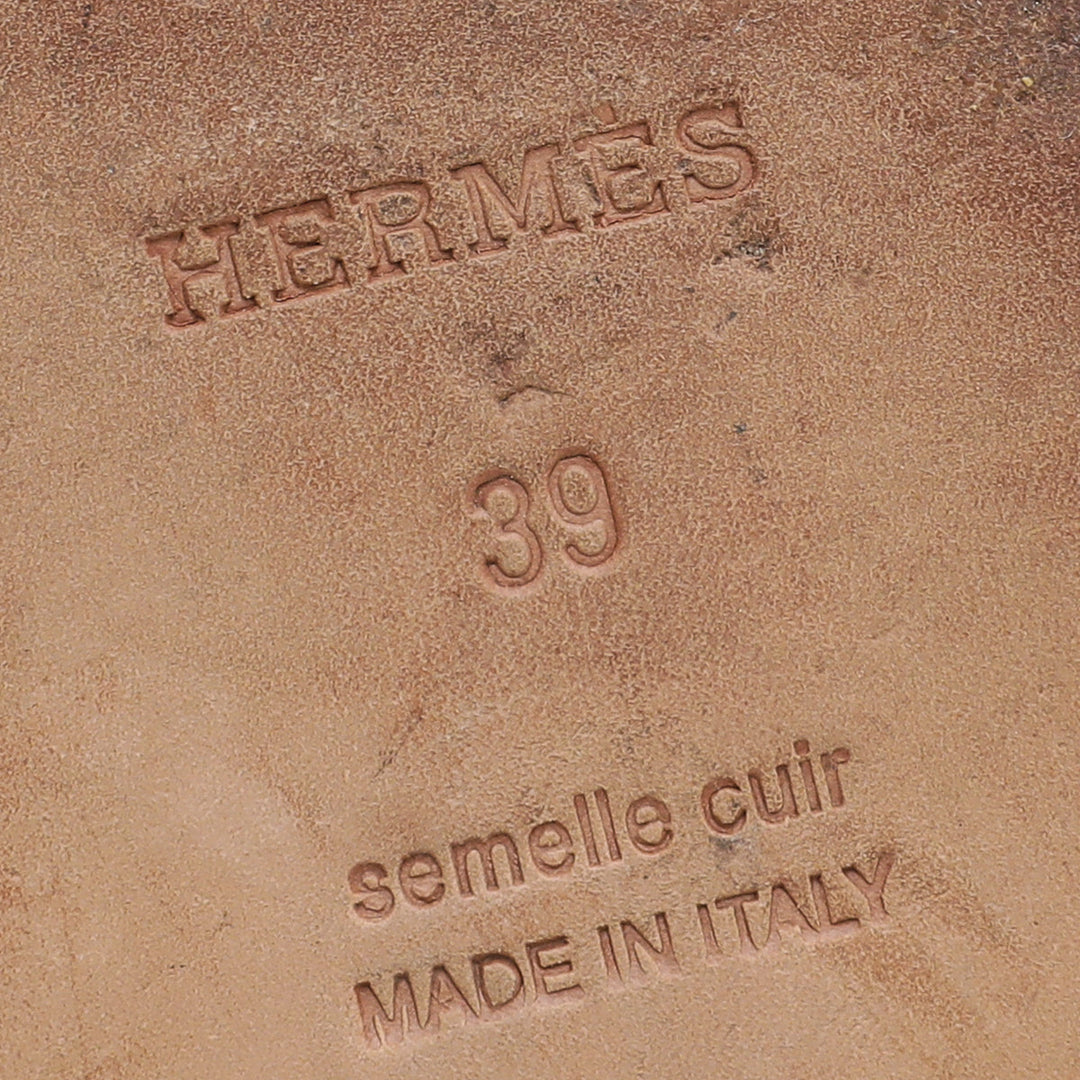 HERMÈS
39
semelle cuir
MADE IN ITALY